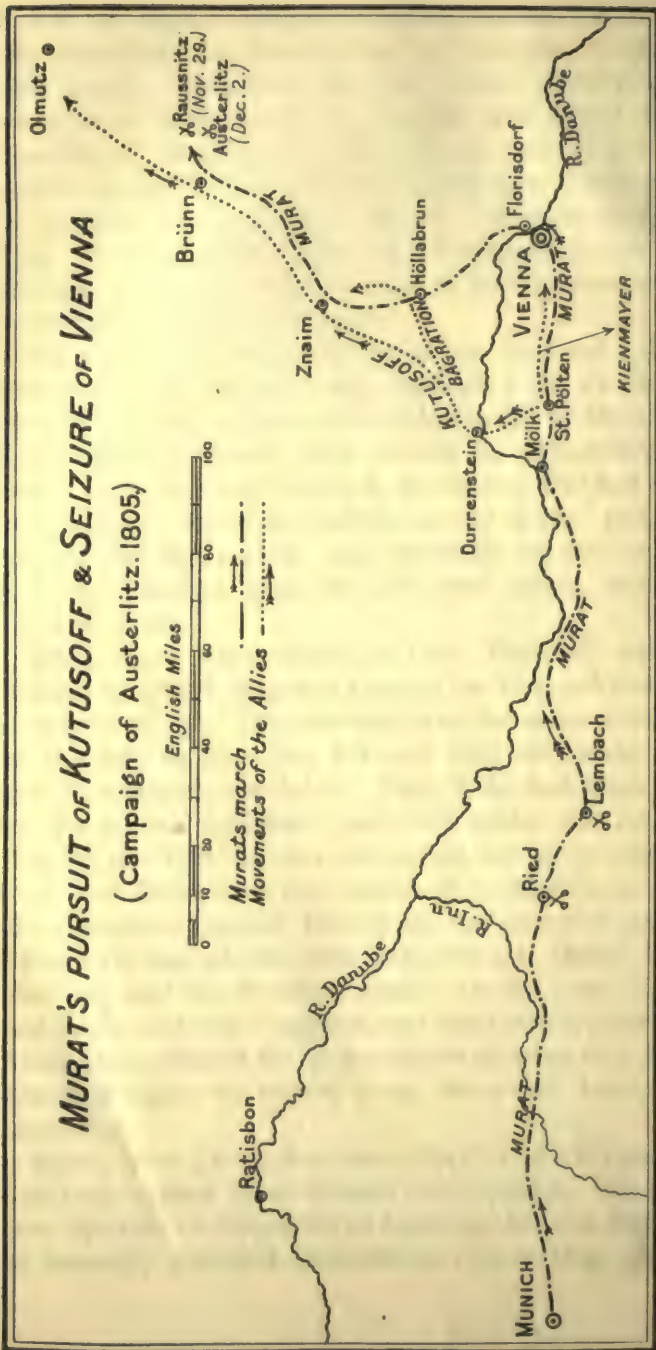 MURAT'S PURSUIT OF KUTUSOFF & SEIZURE OF VIENNA
(Campaign of Austerlitz. 1805.)
English Miles
0 10 20 40 60 80 100
Murats march
Movements of the Allies
Olmutz
Raussnitz
(Nov. 29.)
Austerlitz
(Dec. 2.)
Brünn
MURAT
Znaim
Höllabrun
KUTUSOFF
BAGRATION
Florisdorf
R. Danube
VIENNA
MURAT
KIENMAYER
Durrenstein
St. Pölten
Mölk
MURAT
Lembach
Ried
R. Inn
R. Danube
Ratisbon
MURAT
MUNICH